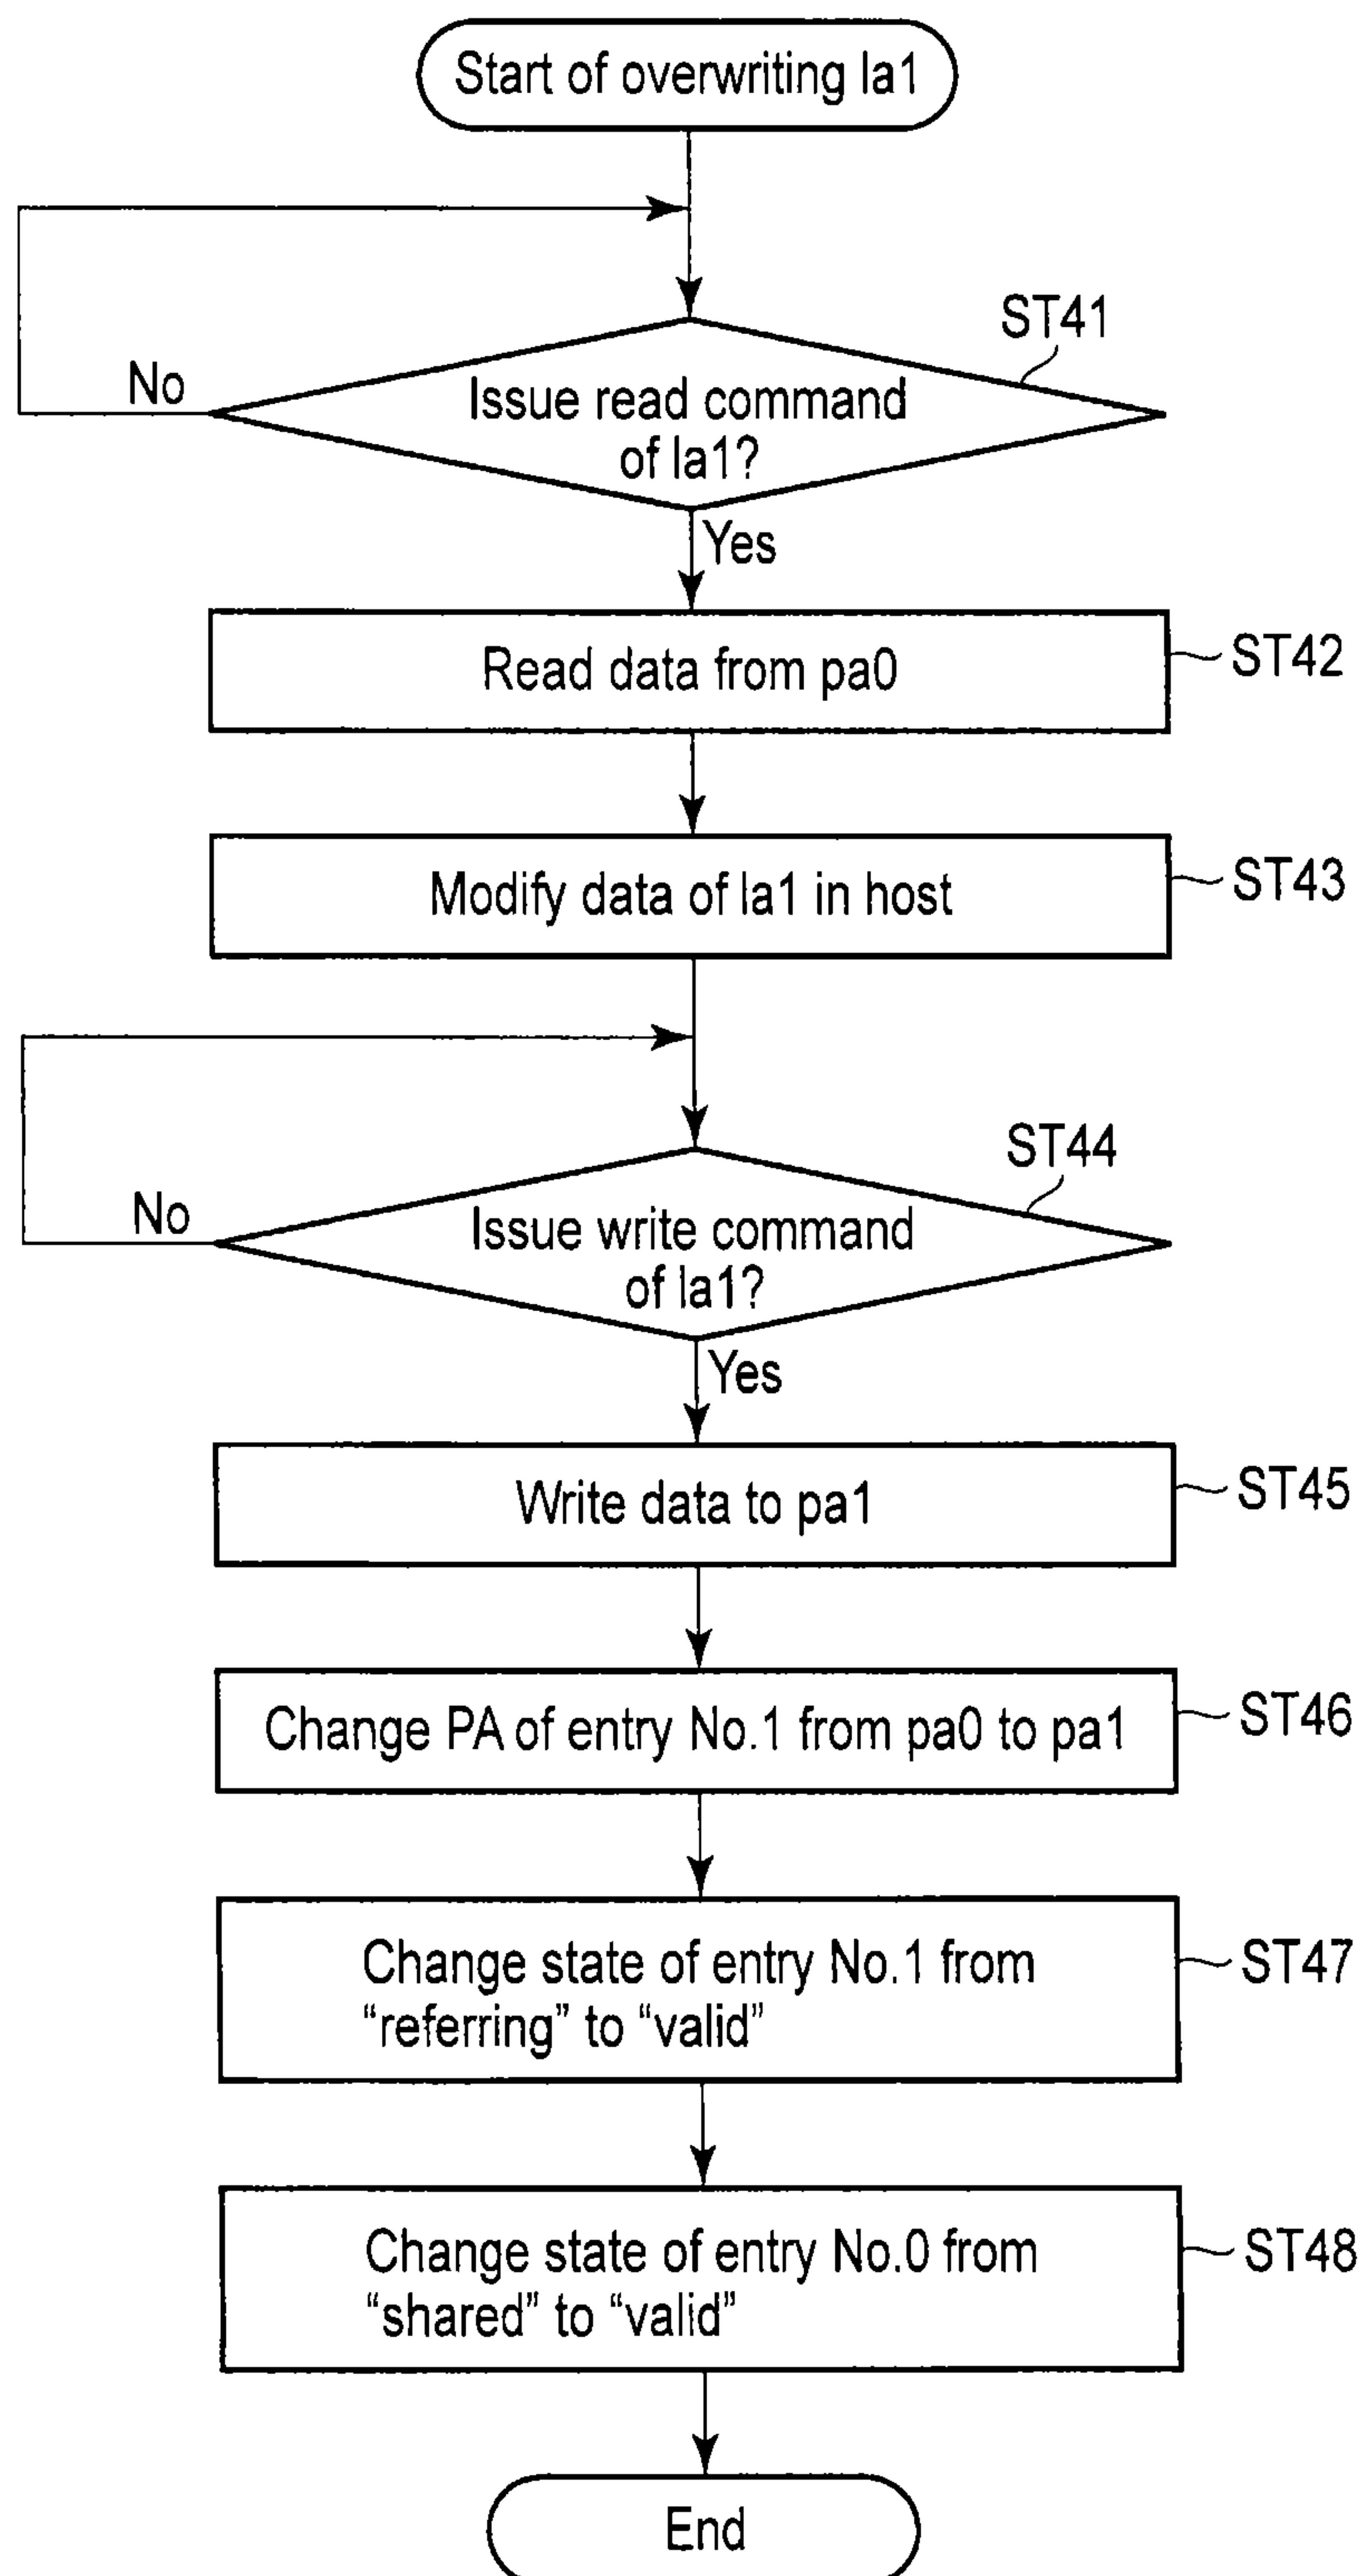 Start of overwriting la1
ST41
No
Issue read command
of la1?
Yes
Read data from pa0
ST42
Modify data of la1 in host
ST43
ST44
No
Issue write command
of la1?
Yes
Write data to pa1
ST45
Change PA of entry No.1 from pa0 to pa1
ST46
Change state of entry No.1 from
“referring” to “valid”
ST47
Change state of entry No.0 from
“shared” to “valid”
ST48
End